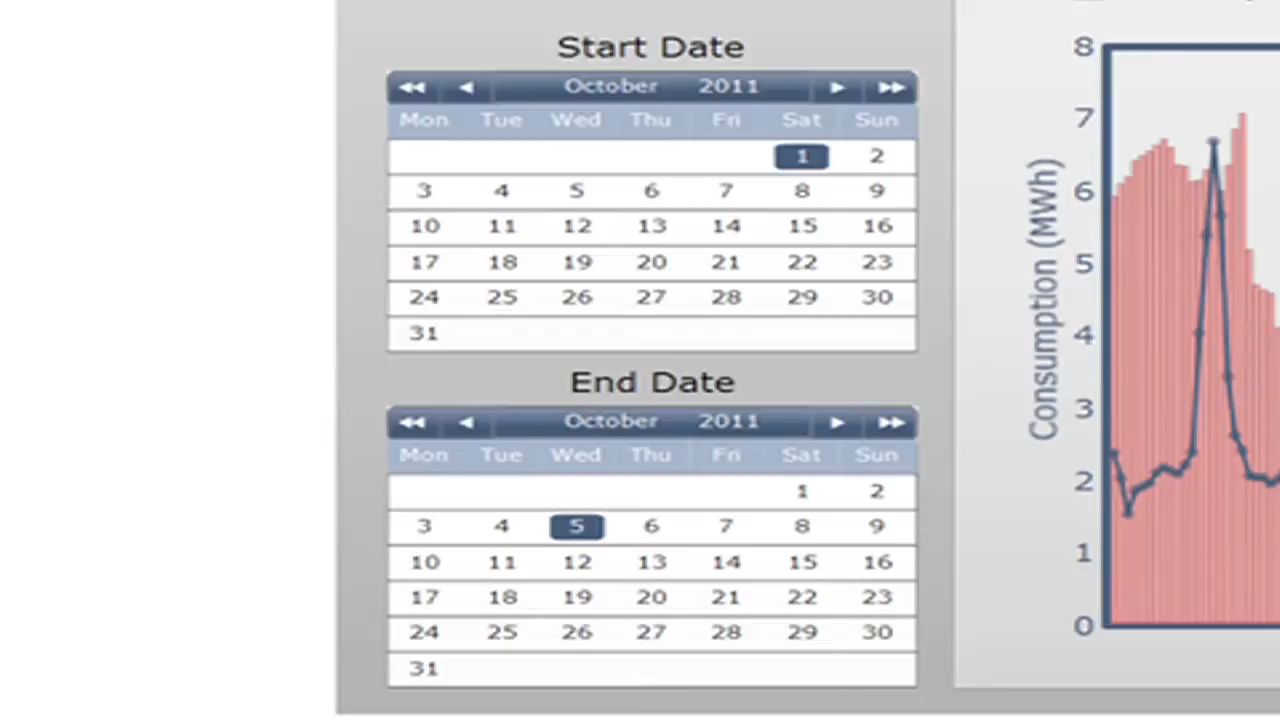 Start Date
October 2011
Mon Tue Wed Thu Fri Sat Sun
1 2
3 4 5 6 7 8 9
10 11 12 13 14 15 16
17 18 19 20 21 22 23
24 25 26 27 28 29 30
31
End Date
October 2011
Mon Tue Wed Thu Fri Sat Sun
1 2
3 4 5 6 7 8 9
10 11 12 13 14 15 16
17 18 19 20 21 22 23
24 25 26 27 28 29 30
31
Consumption (MWh)
8
7
6
5
4
3
2
1
0